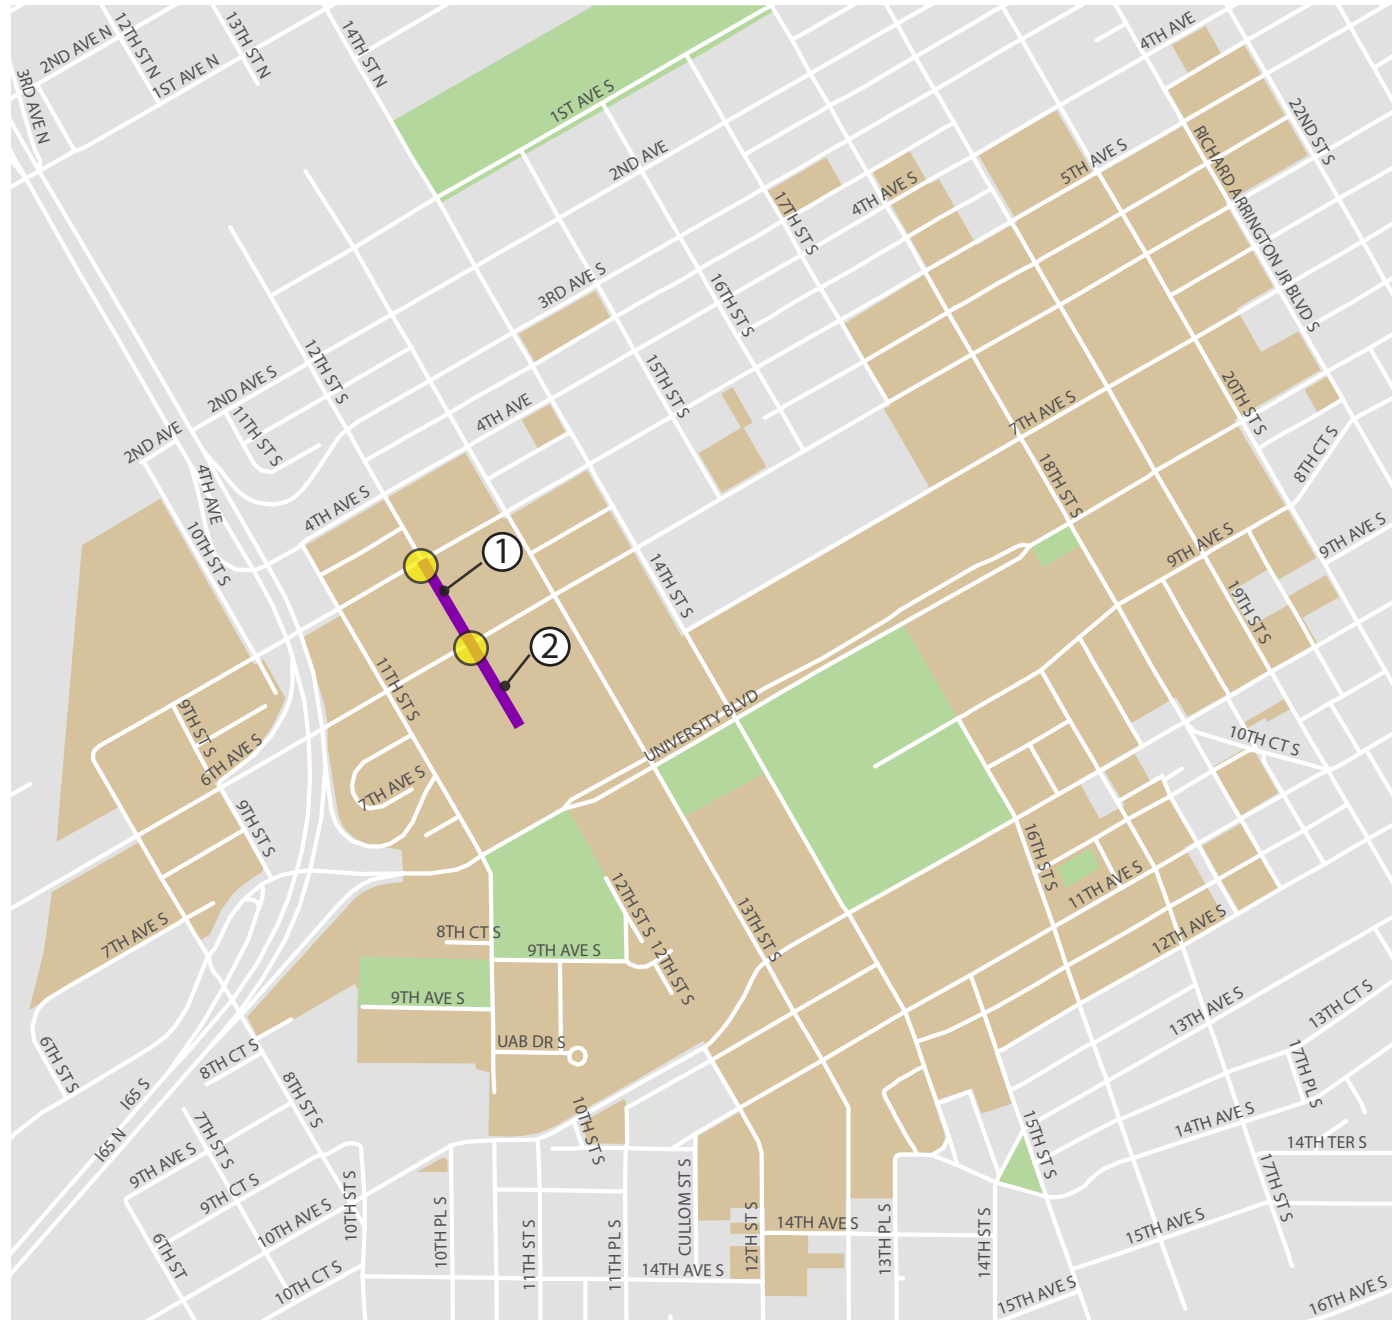 2ND AVE N
12TH ST N
13TH ST N
14TH ST N
3RD AVE N
1ST AVE N
1ST AVE S
2ND AVE
4TH AVE
5TH AVE S
22ND ST S
RICHARD ARRINGTON JR BLVD S
4TH AVE S
17TH ST S
3RD AVE S
16TH ST S
12TH ST S
2ND AVE S
11TH ST S
2ND AVE
15TH ST S
4TH AVE
20TH ST S
7TH AVE S
8TH CT S
4TH AVE
4TH AVE S
10TH ST S
18TH ST S
9TH AVE S
9TH AVE S
1
14TH ST S
19TH ST S
2
11TH ST S
9TH ST S
6TH AVE S
UNIVERSITY BLVD
10TH CT S
7TH AVE S
9TH ST S
16TH ST S
11TH AVE S
12TH AVE S
12TH ST S
13TH ST S
7TH AVE S
8TH CT S
9TH AVE S
12TH ST S
9TH AVE S
13TH AVE S
13TH CT S
UAB DR S
6TH ST S
8TH CT S
I65 S
8TH ST S
17TH PL S
I65 N
7TH ST S
10TH ST S
15TH ST S
14TH AVE S
14TH TER S
9TH AVE S
9TH CT S
10TH ST S
CULLOM ST S
17TH ST S
10TH AVE S
10TH PL S
11TH ST S
11TH PL S
12TH ST S
14TH AVE S
13TH PL S
14TH ST S
15TH AVE S
6TH ST
10TH CT S
14TH AVE S
15TH AVE S
16TH AVE S